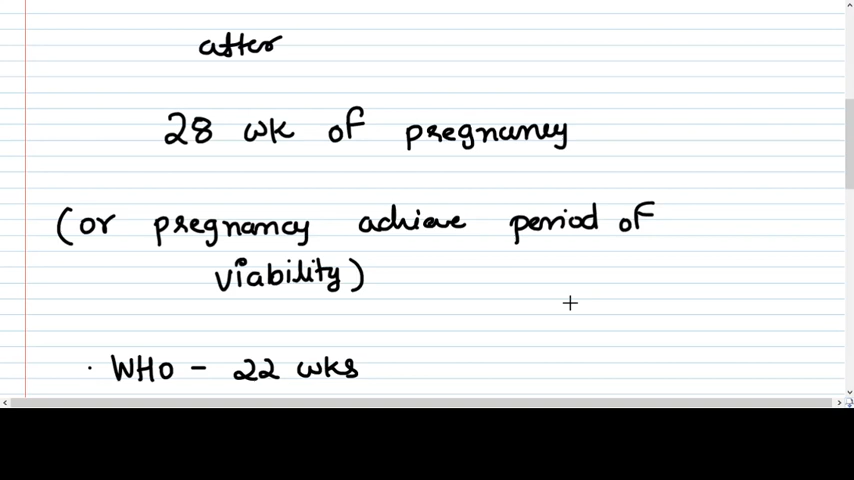 after
28 wk of pregnancy
(or pregnancy achieve period of
viability)
· WHO - 22 wks